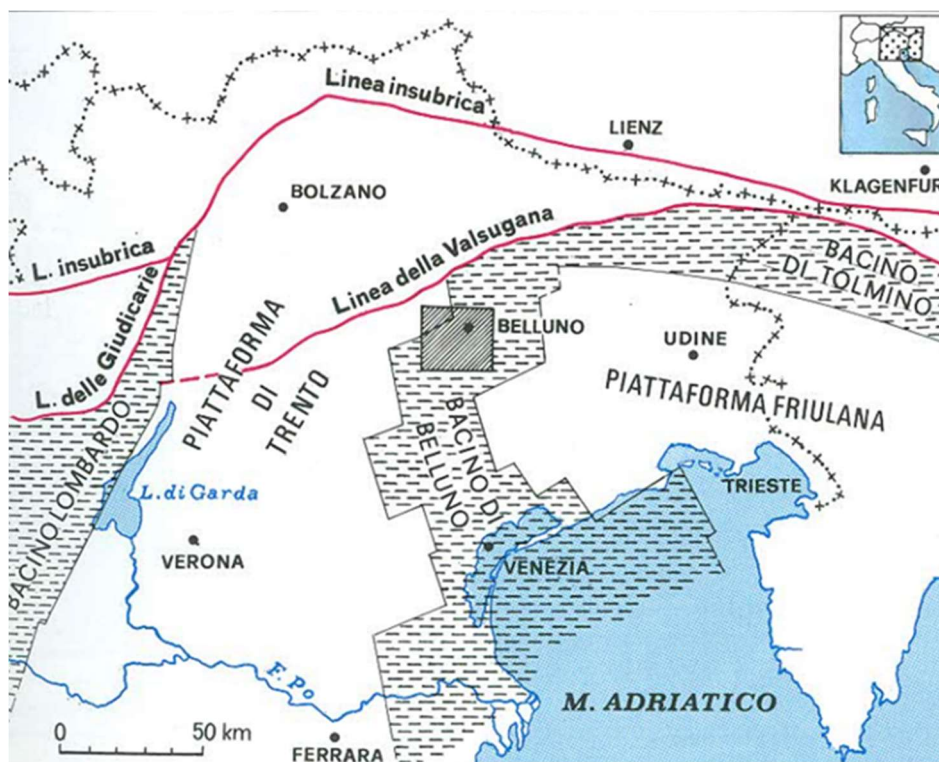 Linea insubrica
LIENZ
KLAGENFUR
BOLZANO
L. insubrica
Linea della Valsugana
BACINO
DI TOLMINO
L. delle Giudicarie
BELLUNO
UDINE
PIATTAFORMA
DI
TRENTO
PIATTAFORMA FRIULANA
BACINO LOMBARDO
BACINO DI
BELLUNO
L. di Garda
TRIESTE
VERONA
VENEZIA
F. Po
M. ADRIATICO
0 50 km
FERRARA